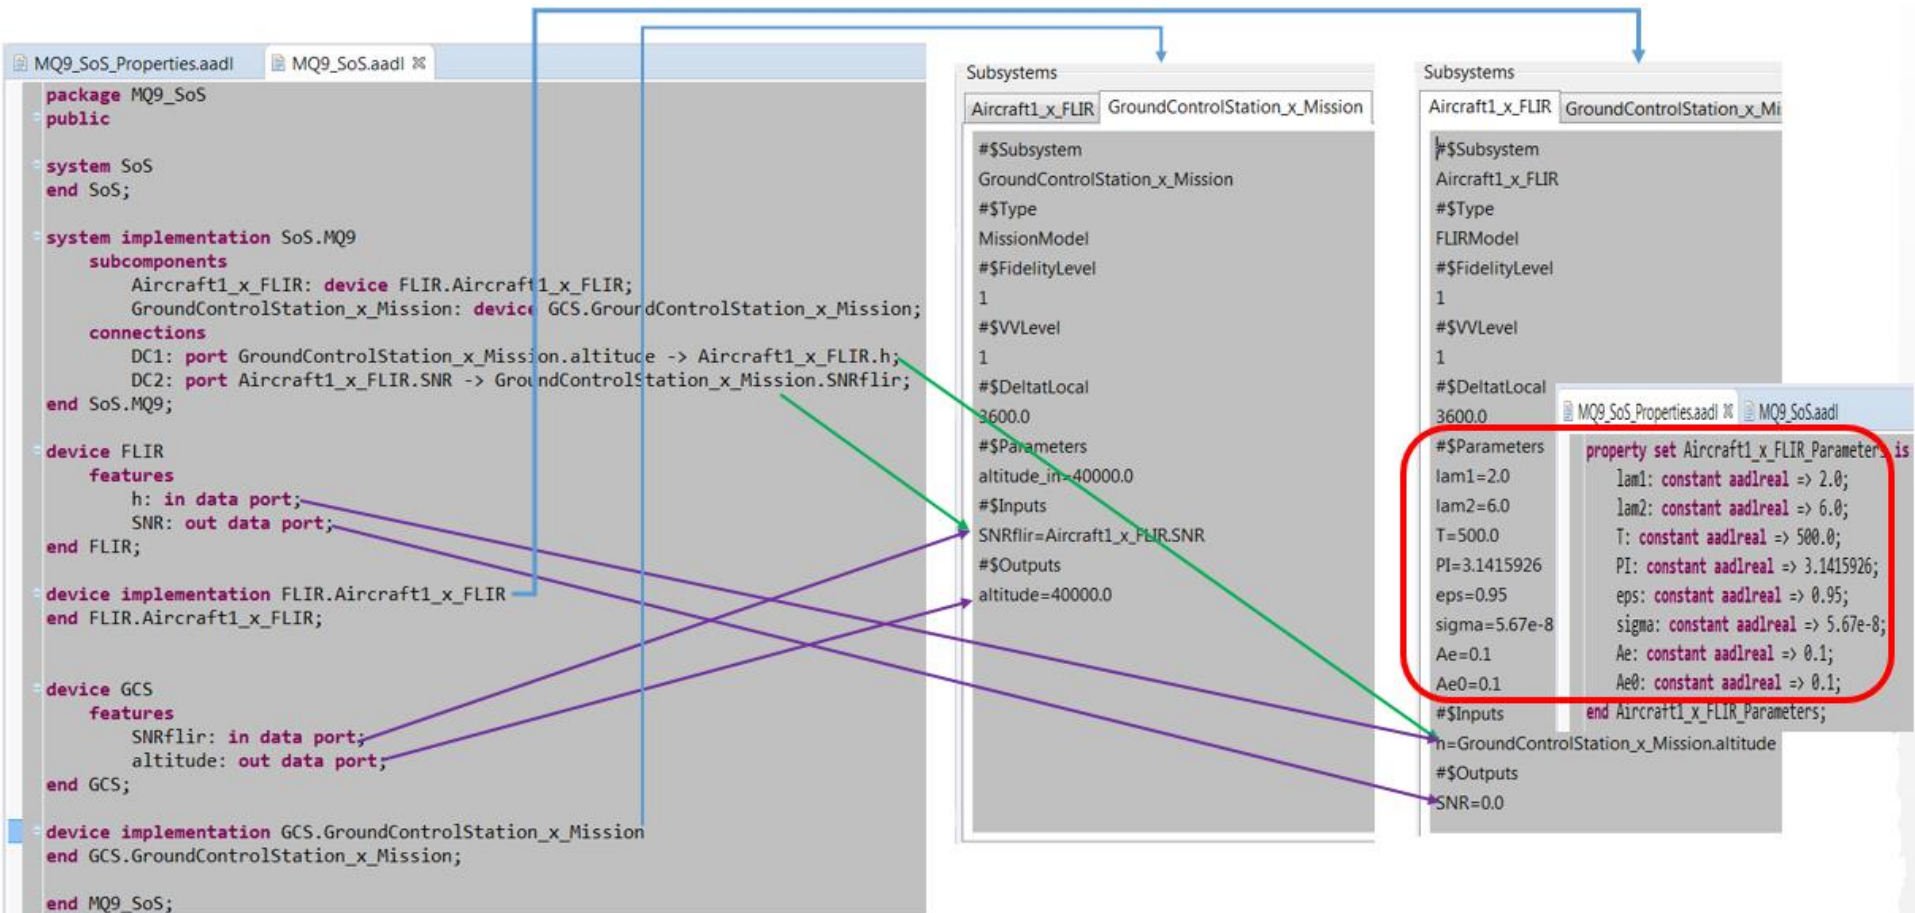 MQ9_SoS_Properties.aadl
MQ9_SoS.aadl
package MQ9_SoS
public
system SoS
end SoS;
system implementation SoS.MQ9
subcomponents
Aircraft1_x_FLIR: device FLIR.Aircraft1_x_FLIR;
GroundControlStation_x_Mission: device GCS.GroundControlStation_x_Mission;
connections
DC1: port GroundControlStation_x_Mission.altitude -> Aircraft1_x_FLIR.h;
DC2: port Aircraft1_x_FLIR.SNR -> GroundControlStation_x_Mission.SNRflir;
end SoS.MQ9;
device FLIR
features
h: in data port;
SNR: out data port;
end FLIR;
device implementation FLIR.Aircraft1_x_FLIR
end FLIR.Aircraft1_x_FLIR;
device GCS
features
SNRflir: in data port;
altitude: out data port;
end GCS;
device implementation GCS.GroundControlStation_x_Mission
end GCS.GroundControlStation_x_Mission;
end MQ9_SoS;
Subsystems
Aircraft1_x_FLIR
GroundControlStation_x_Mission
#$Subsystem
GroundControlStation_x_Mission
#$Type
MissionModel
#$FidelityLevel
1
#$VVLevel
1
#$DeltatLocal
3600.0
#$Parameters
altitude_in=40000.0
#$Inputs
SNRflir=Aircraft1_x_FLIR.SNR
#$Outputs
altitude=40000.0
Subsystems
Aircraft1_x_FLIR
GroundControlStation_x_Mi
#$Subsystem
Aircraft1_x_FLIR
#$Type
FLIRModel
#$FidelityLevel
1
#$VVLevel
1
#$DeltatLocal
3600.0
#$Parameters
lam1=2.0
lam2=6.0
T=500.0
PI=3.1415926
eps=0.95
sigma=5.67e-8
Ae=0.1
Ae0=0.1
#$Inputs
h=GroundControlStation_x_Mission.altitude
#$Outputs
SNR=0.0
MQ9_SoS_Properties.aadl
MQ9_SoS.aadl
property set Aircraft1_x_FLIR_Parameters is
lam1: constant aadlreal => 2.0;
lam2: constant aadlreal => 6.0;
T: constant aadlreal => 500.0;
PI: constant aadlreal => 3.1415926;
eps: constant aadlreal => 0.95;
sigma: constant aadlreal => 5.67e-8;
Ae: constant aadlreal => 0.1;
Ae0: constant aadlreal => 0.1;
end Aircraft1_x_FLIR_Parameters;